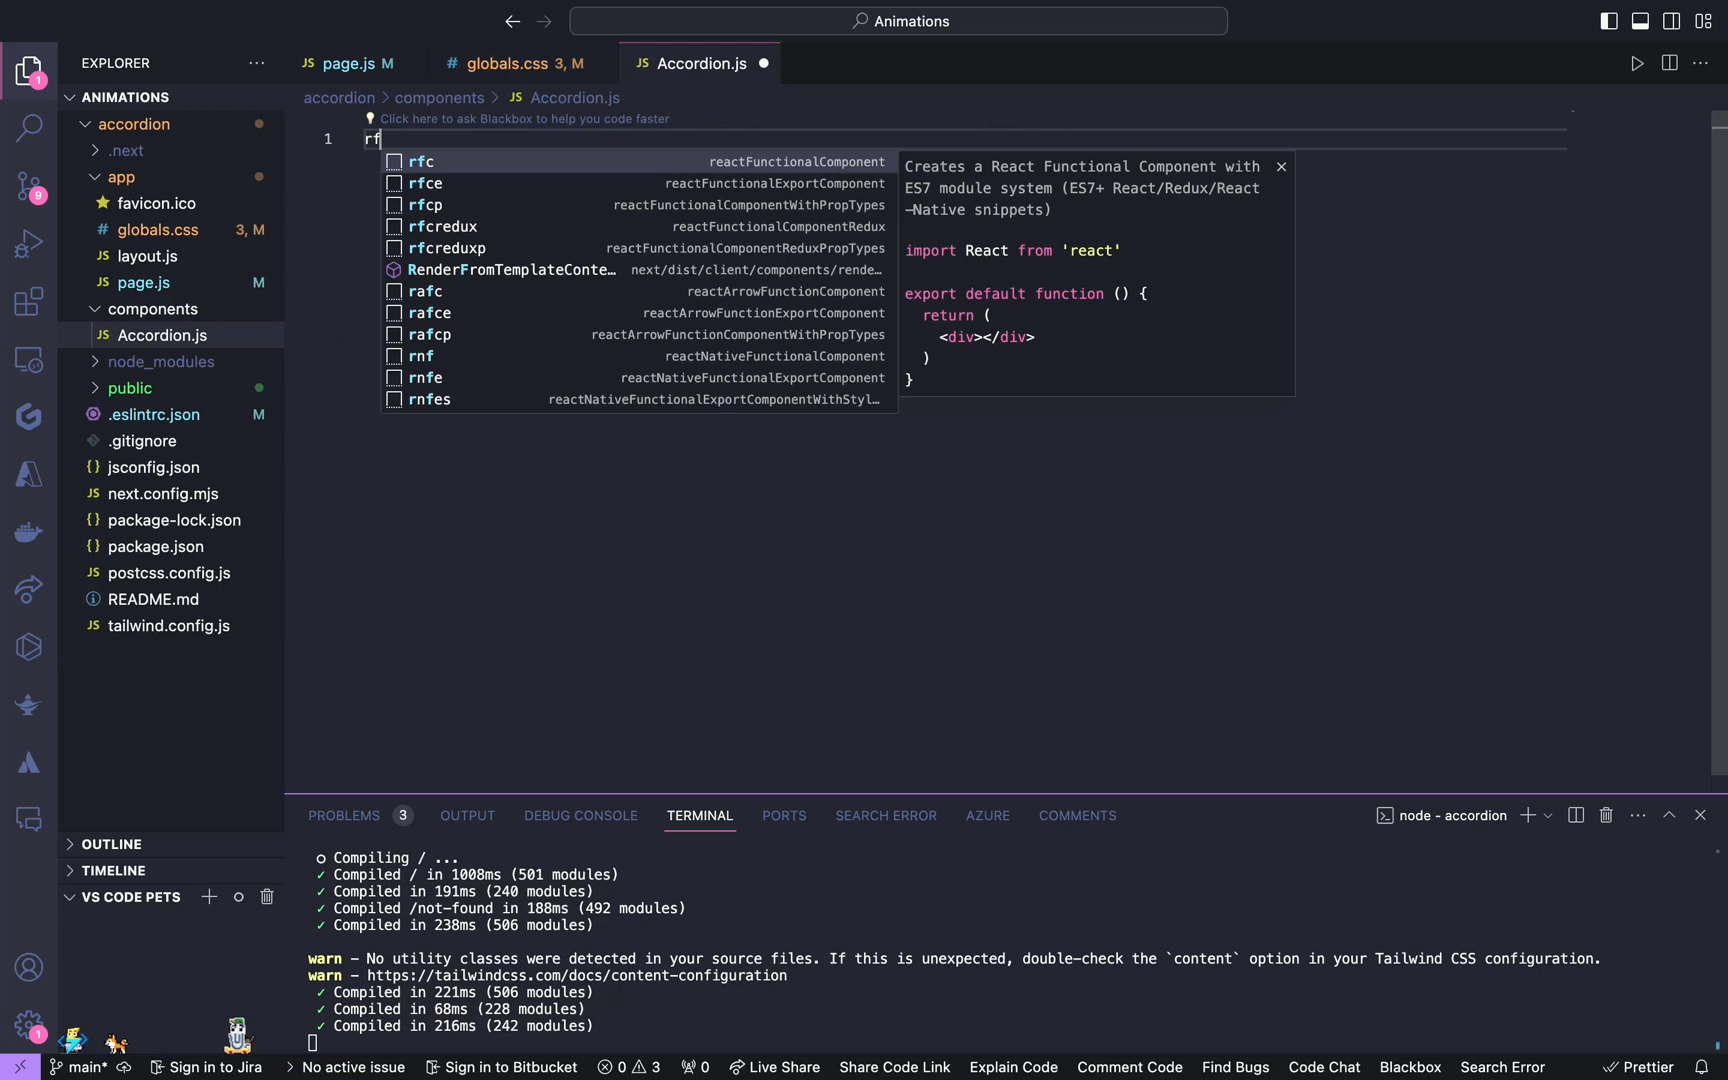 Animations
EXPLORER
page.js M
globals.css 3, M
Accordion.js
ANIMATIONS
accordion
.next
app
favicon.ico
globals.css 3, M
layout.js
page.js M
components
Accordion.js
node_modules
public
.eslintrc.json M
.gitignore
jsconfig.json
next.config.mjs
package-lock.json
package.json
postcss.config.js
README.md
tailwind.config.js
OUTLINE
TIMELINE
VS CODE PETS
1
9
1
accordion > components > JS Accordion.js
Click here to ask Blackbox to help you code faster
1 rf
rfc reactFunctionalComponent
rfce reactFunctionalExportComponent
rfcp reactFunctionalComponentWithPropTypes
rfcredux reactFunctionalComponentRedux
rfcreduxp reactFunctionalComponentReduxPropTypes
RenderFromTemplateConte... next/dist/client/components/rende...
rafc reactArrowFunctionComponent
rafce reactArrowFunctionExportComponent
rafcp reactArrowFunctionComponentWithPropTypes
rnf reactNativeFunctionalComponent
rnfe reactNativeFunctionalExportComponent
rnfes reactNativeFunctionalExportComponentWithStyl...
Creates a React Functional Component with
ES7 module system (ES7+ React/Redux/React
-Native snippets)
import React from 'react'
export default function () {
return (
<div></div>
)
}
PROBLEMS 3 OUTPUT DEBUG CONSOLE TERMINAL PORTS SEARCH ERROR AZURE COMMENTS
node - accordion
○ Compiling / ...
✓ Compiled / in 1008ms (501 modules)
✓ Compiled in 191ms (240 modules)
✓ Compiled /not-found in 188ms (492 modules)
✓ Compiled in 238ms (506 modules)
warn - No utility classes were detected in your source files. If this is unexpected, double-check the `content` option in your Tailwind CSS configuration.
warn - https://tailwindcss.com/docs/content-configuration
✓ Compiled in 221ms (506 modules)
✓ Compiled in 68ms (228 modules)
✓ Compiled in 216ms (242 modules)
main* Sign in to Jira No active issue Sign in to Bitbucket 0 3 0 Live Share Share Code Link Explain Code Comment Code Find Bugs Code Chat Blackbox Search Error Prettier